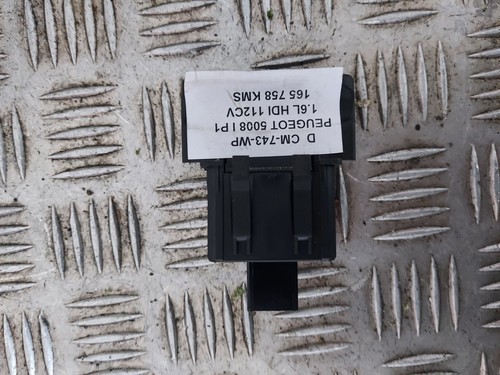 D CM-743-WP
PEUGEOT 5008 I P1
1.6L HDI 112CV
165 758 KMS